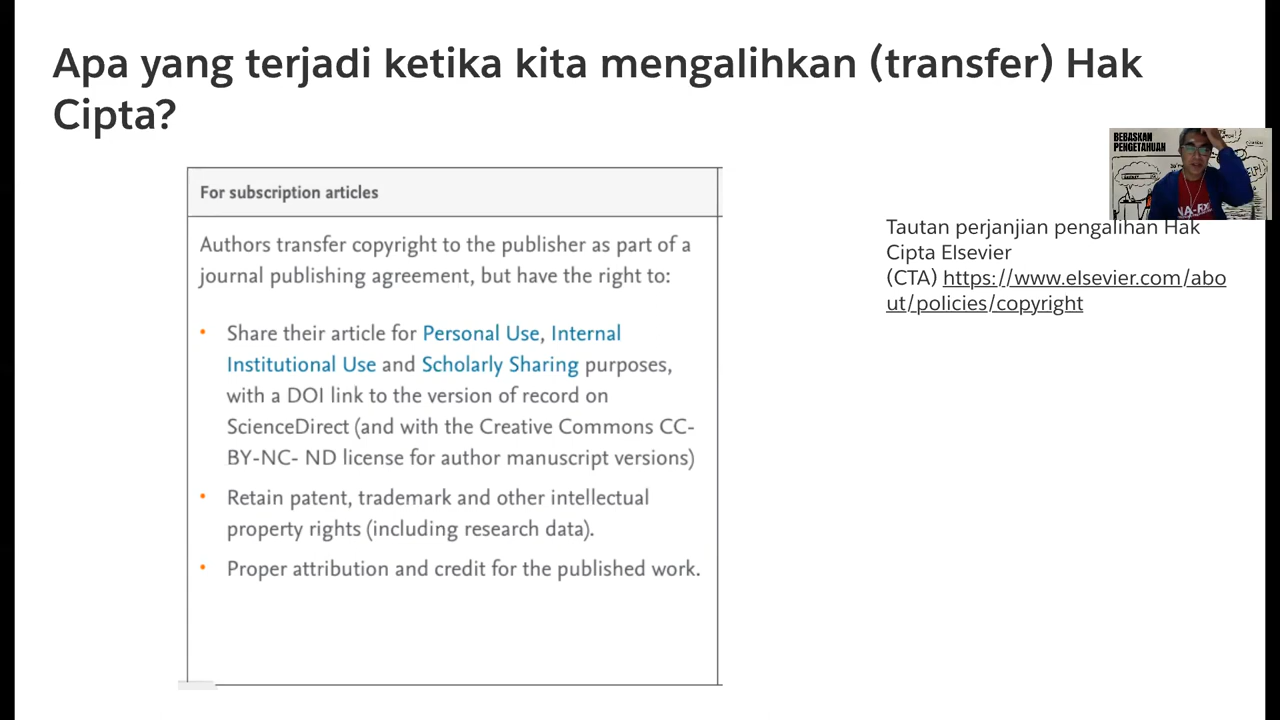 Apa yang terjadi ketika kita mengalihkan (transfer) Hak
Cipta?
For subscription articles
Authors transfer copyright to the publisher as part of a
journal publishing agreement, but have the right to:
• Share their article for Personal Use, Internal
Institutional Use and Scholarly Sharing purposes,
with a DOI link to the version of record on
ScienceDirect (and with the Creative Commons CC-
BY-NC- ND license for author manuscript versions)
• Retain patent, trademark and other intellectual
property rights (including research data).
• Proper attribution and credit for the published work.
BEBASKAN
PENGETAHUAN
Tautan perjanjian pengalihan Hak
Cipta Elsevier
(CTA) https://www.elsevier.com/abo
ut/policies/copyright